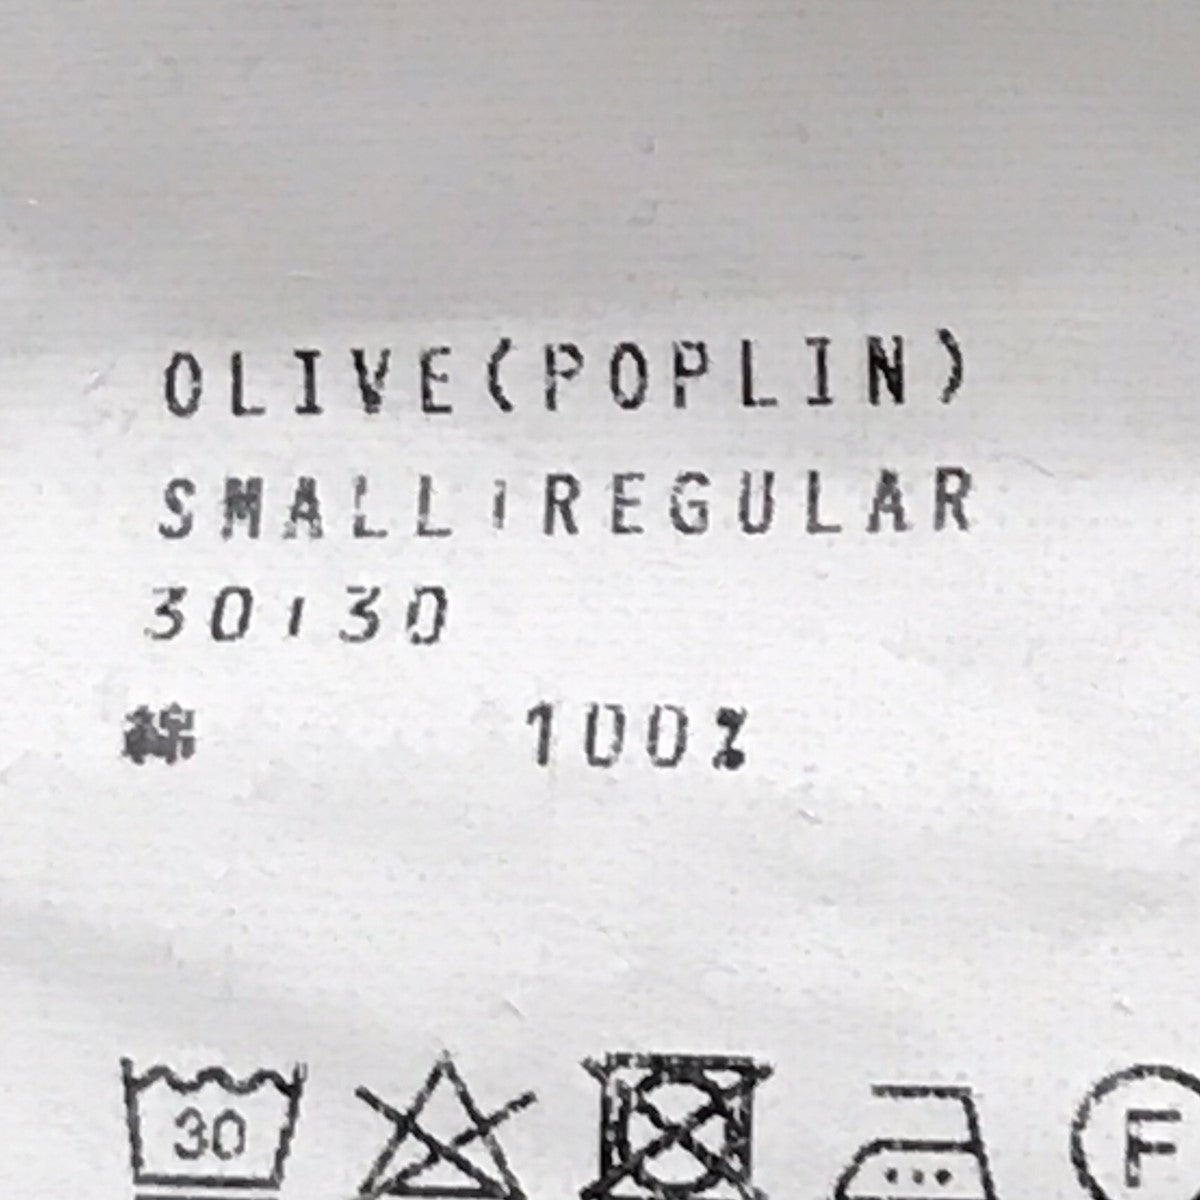 OLIVE(POPLIN)
SMALL:REGULAR
30:30
綿 100%
30 F